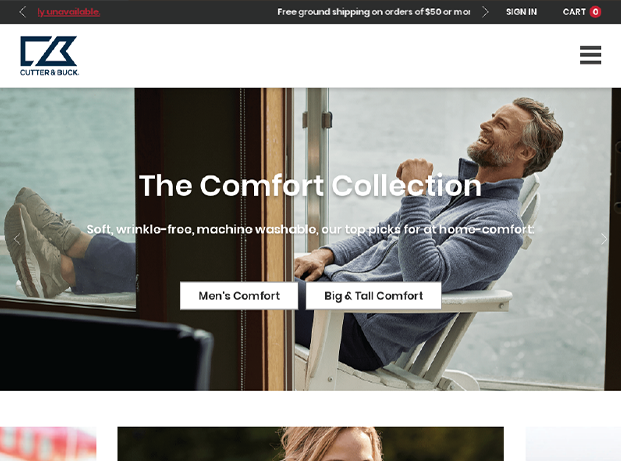 ly unavailable.
Free ground shipping on orders of $50 or mor
SIGN IN
CART 0
CUTTER & BUCK
The Comfort Collection
Soft, wrinkle-free, machine washable, our top picks for at home-comfort.
Men's Comfort
Big & Tall Comfort